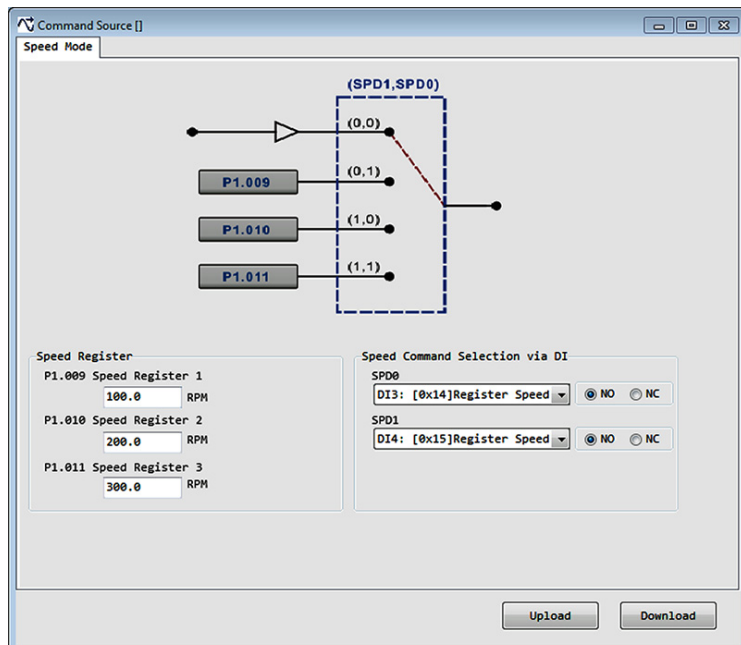 Command Source []
Speed Mode
(SPD1,SPD0)
(0,0)
P1.009 (0,1)
P1.010 (1,0)
P1.011 (1,1)
Speed Register
P1.009 Speed Register 1
100.0 RPM
P1.010 Speed Register 2
200.0 RPM
P1.011 Speed Register 3
300.0 RPM
Speed Command Selection via DI
SPD0
DI3: [0x14]Register Speed NO NC
SPD1
DI4: [0x15]Register Speed NO NC
Upload Download